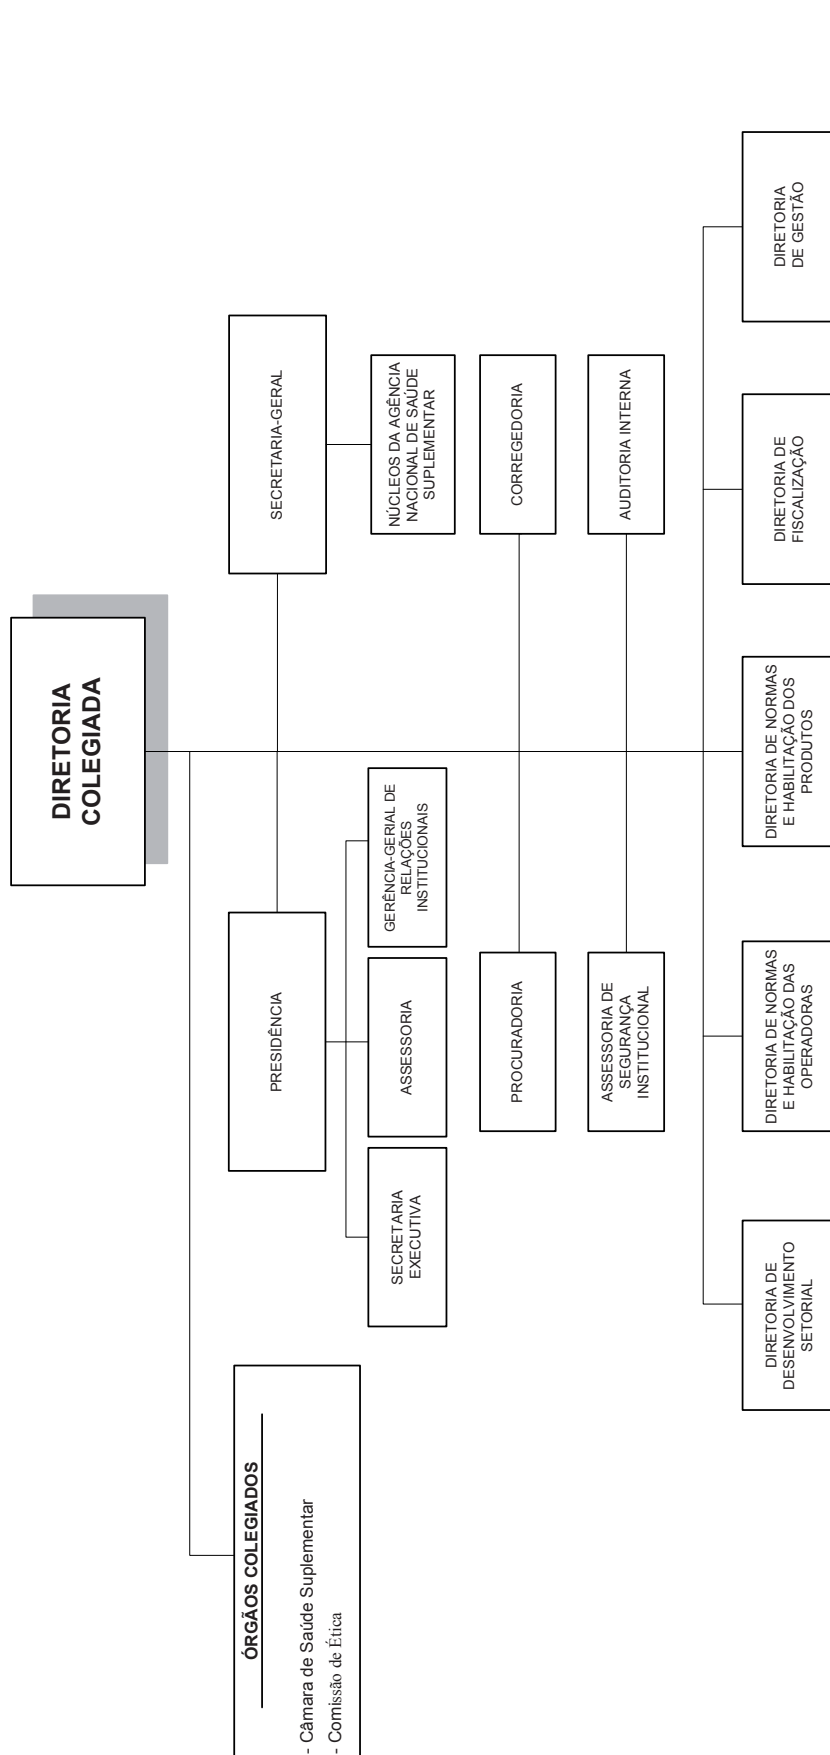 DIRETORIA
COLEGIADA
ÓRGÃOS COLEGIADOS
- Câmara de Saúde Suplementar
- Comissão de Ética
PRESIDÊNCIA
SECRETARIA-GERAL
SECRETARIA
EXECUTIVA
ASSESSORIA
GERÊNCIA-GERIAL DE
RELAÇÕES
INSTITUCIONAIS
NÚCLEOS DA AGÊNCIA
NACIONAL DE SAÚDE
SUPLEMENTAR
PROCURADORIA
CORREGEDORIA
ASSESSORIA DE
SEGURANÇA
INSTITUCIONAL
AUDITORIA INTERNA
DIRETORIA DE
DESENVOLVIMENTO
SETORIAL
DIRETORIA DE NORMAS
E HABILITAÇÃO DAS
OPERADORAS
DIRETORIA DE NORMAS
E HABILITAÇÃO DOS
PRODUTOS
DIRETORIA DE
FISCALIZAÇÃO
DIRETORIA
DE GESTÃO